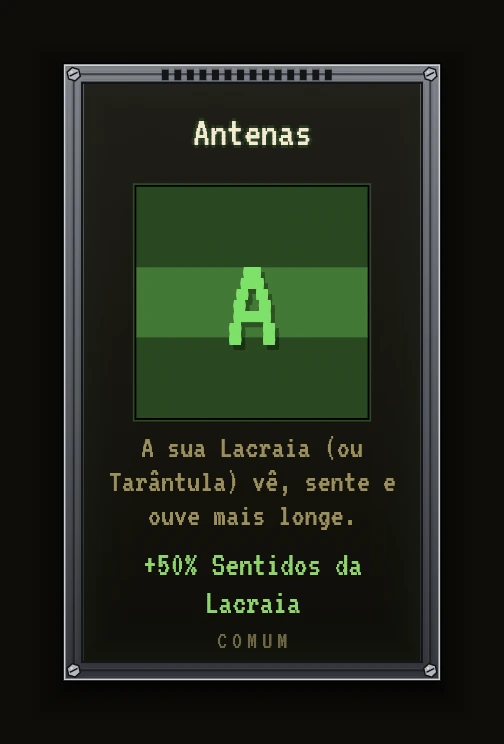 Antenas
A
A sua Lacraia (ou
Tarântula) vê, sente e
ouve mais longe.
+50% Sentidos da
Lacraia
COMUM